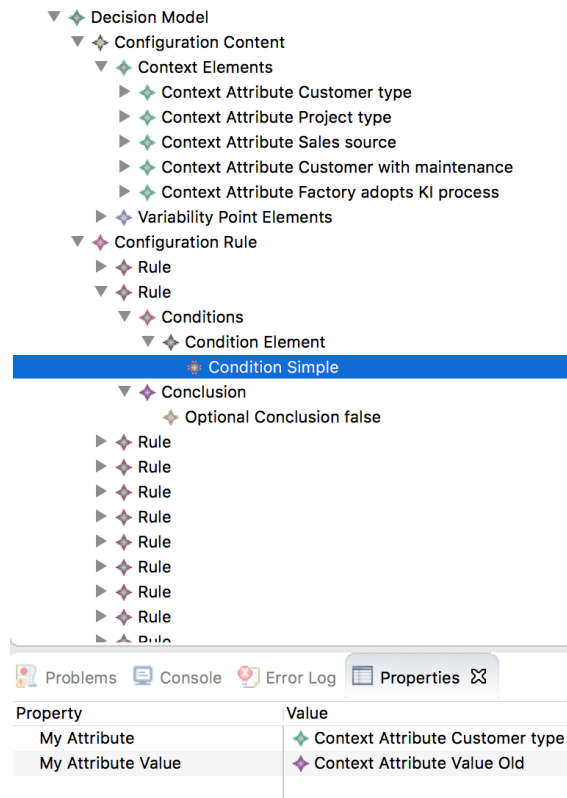 Decision Model
Configuration Content
Context Elements
Context Attribute Customer type
Context Attribute Project type
Context Attribute Sales source
Context Attribute Customer with maintenance
Context Attribute Factory adopts KI process
Variability Point Elements
Configuration Rule
Rule
Rule
Conditions
Condition Element
Condition Simple
Conclusion
Optional Conclusion false
Rule
Rule
Rule
Rule
Rule
Rule
Rule
Rule
Rule
Problems Console Error Log Properties
Property Value
My Attribute Context Attribute Customer type
My Attribute Value Context Attribute Value Old